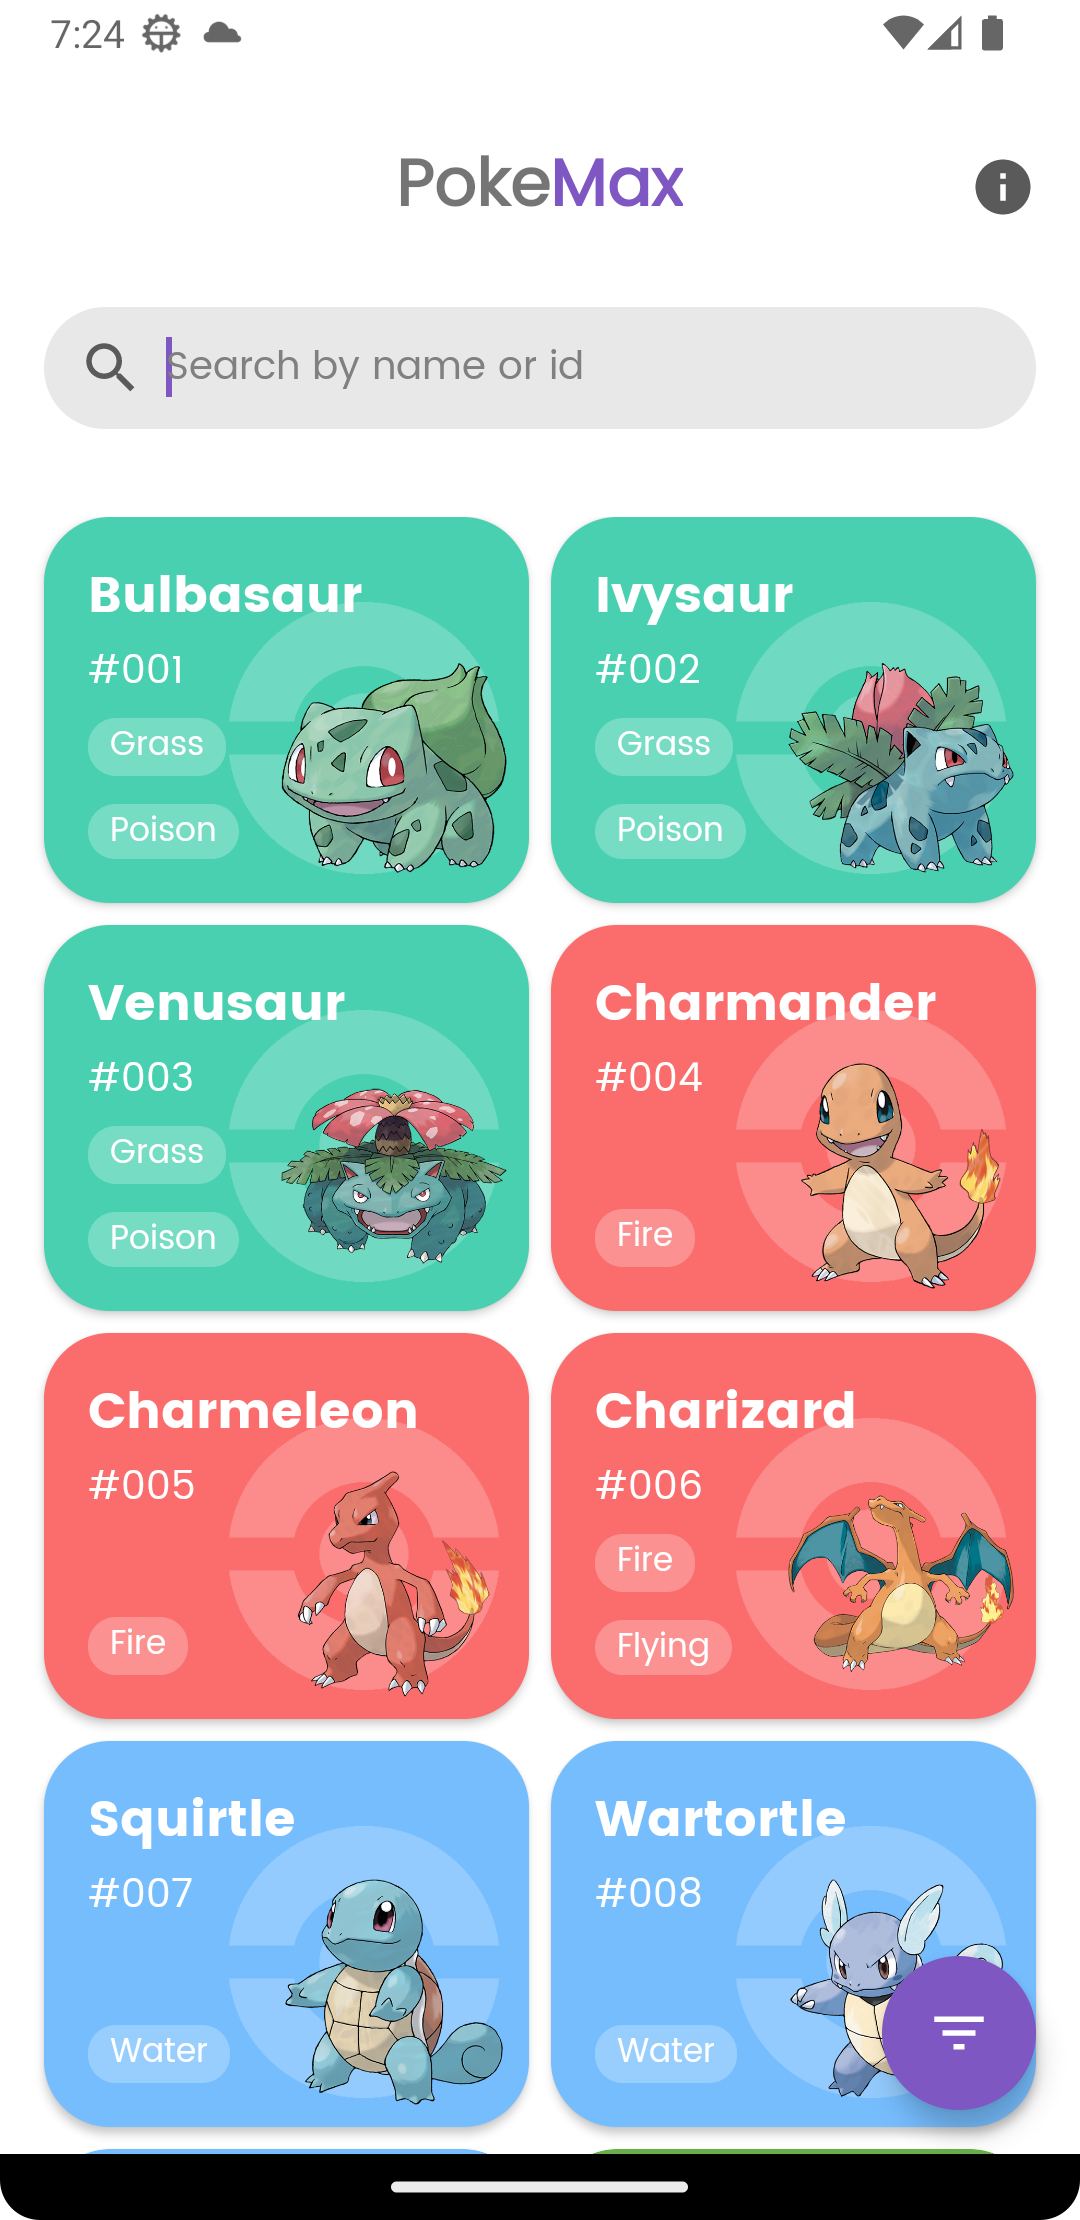 7:24
PokeMax
Search by name or id
Bulbasaur
#001
Grass
Poison
Ivysaur
#002
Grass
Poison
Venusaur
#003
Grass
Poison
Charmander
#004
Fire
Charmeleon
#005
Fire
Charizard
#006
Fire
Flying
Squirtle
#007
Water
Wartortle
#008
Water